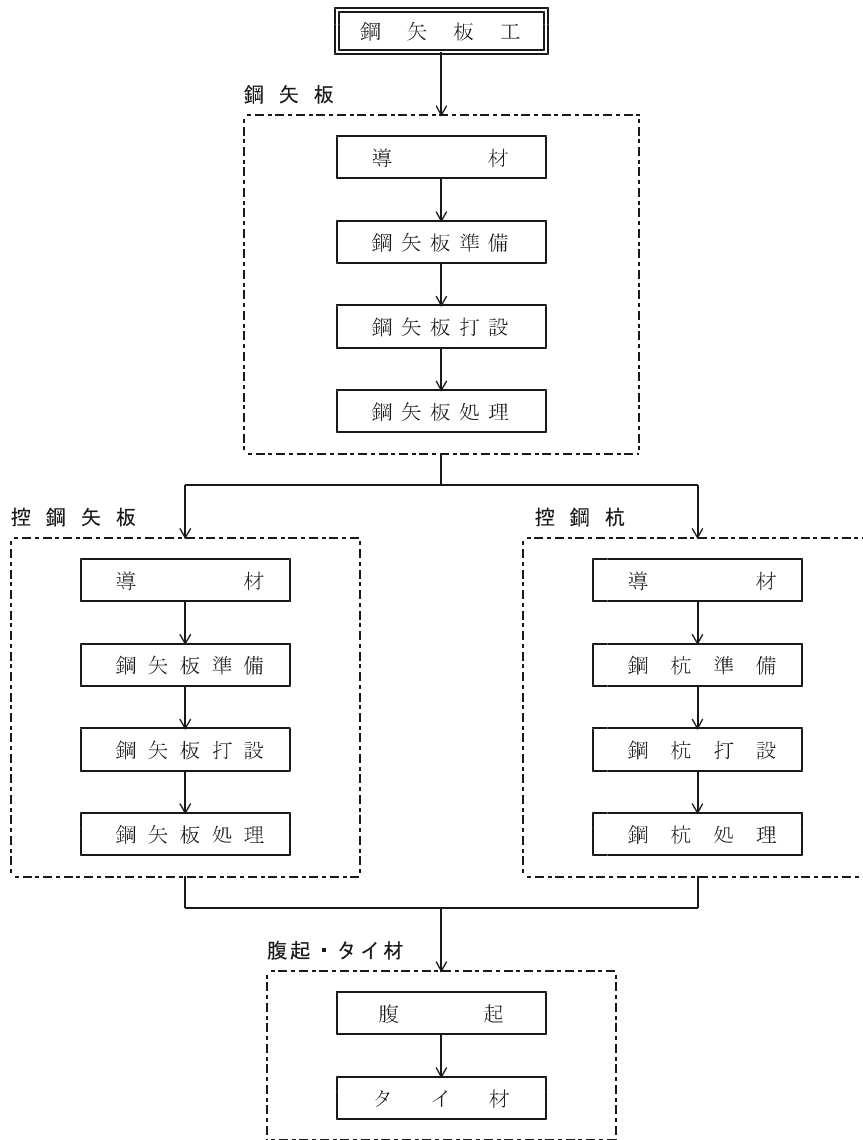 鋼矢板工
鋼矢板
導材
鋼矢板準備
鋼矢板打設
鋼矢板処理
控鋼矢板
導材
鋼矢板準備
鋼矢板打設
鋼矢板処理
控鋼杭
導材
鋼杭準備
鋼杭打設
鋼杭処理
腹起・タイ材
腹起
タイ材